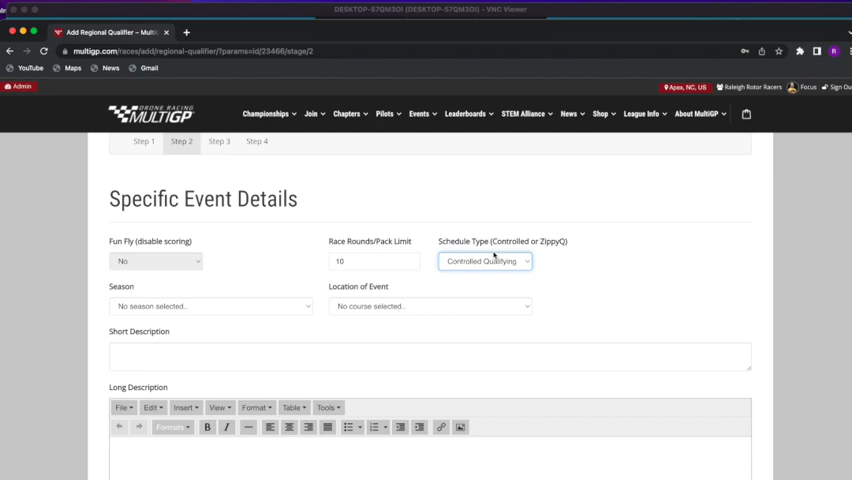 DESKTOP-S7QM3OI (DESKTOP-S7QM3OI) - VNC Viewer
Add Regional Qualifier – Multi
multigp.com/races/add/regional-qualifier/?params=id/23466/stage/2
R
YouTube Maps News Gmail
Admin Apex, NC, US Raleigh Rotor Racers Focus Sign Ou
DRONE RACING
MULTIGP
Championships Join Chapters Pilots Events Leaderboards STEM Alliance News Shop League Info About MultiGP
Step 1 Step 2 Step 3 Step 4
Specific Event Details
Fun Fly (disable scoring) Race Rounds/Pack Limit Schedule Type (Controlled or ZippyQ)
No 10 Controlled Qualifying
Season Location of Event
No season selected.. No course selected..
Short Description
Long Description
File Edit Insert View Format Table Tools
Formats B I